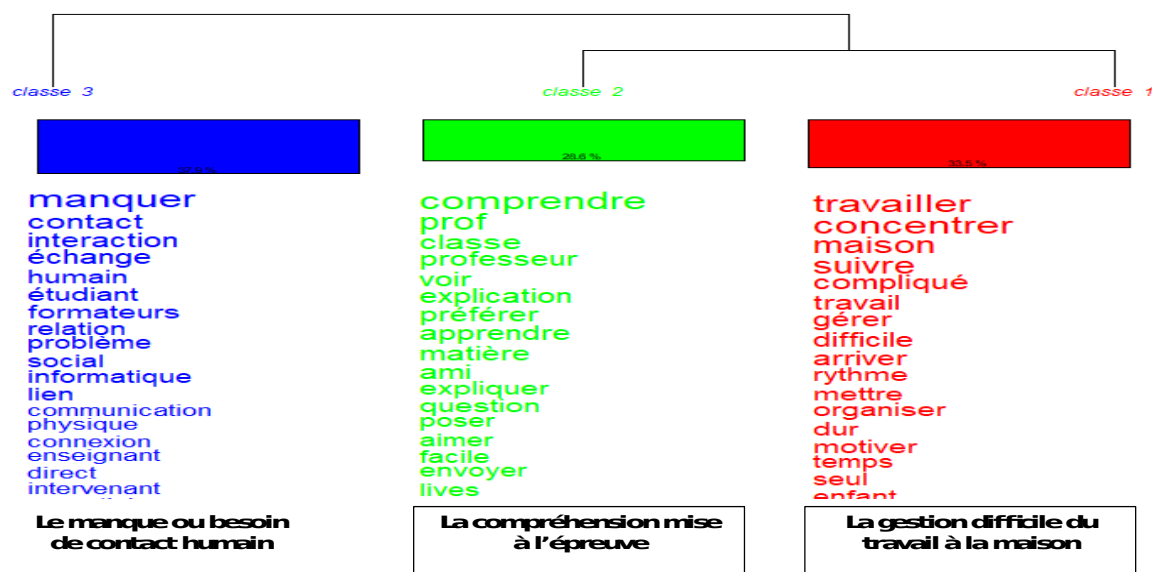 classe 3
manquer
contact
interaction
échange
humain
étudiant
formateurs
relation
problème
social
informatique
lien
communication
physique
connexion
enseignant
direct
intervenant
Le manque ou besoin
de contact humain
classe 2
28.6 %
comprendre
prof
classe
professeur
voir
explication
préférer
apprendre
matière
ami
expliquer
question
poser
aimer
facile
envoyer
lives
La compréhension mise
à l'épreuve
classe 1
33.5 %
travailler
concentrer
maison
suivre
compliqué
travail
gérer
difficile
arriver
rythme
mettre
organiser
dur
motiver
temps
seul
enfant
La gestion difficile du
travail à la maison